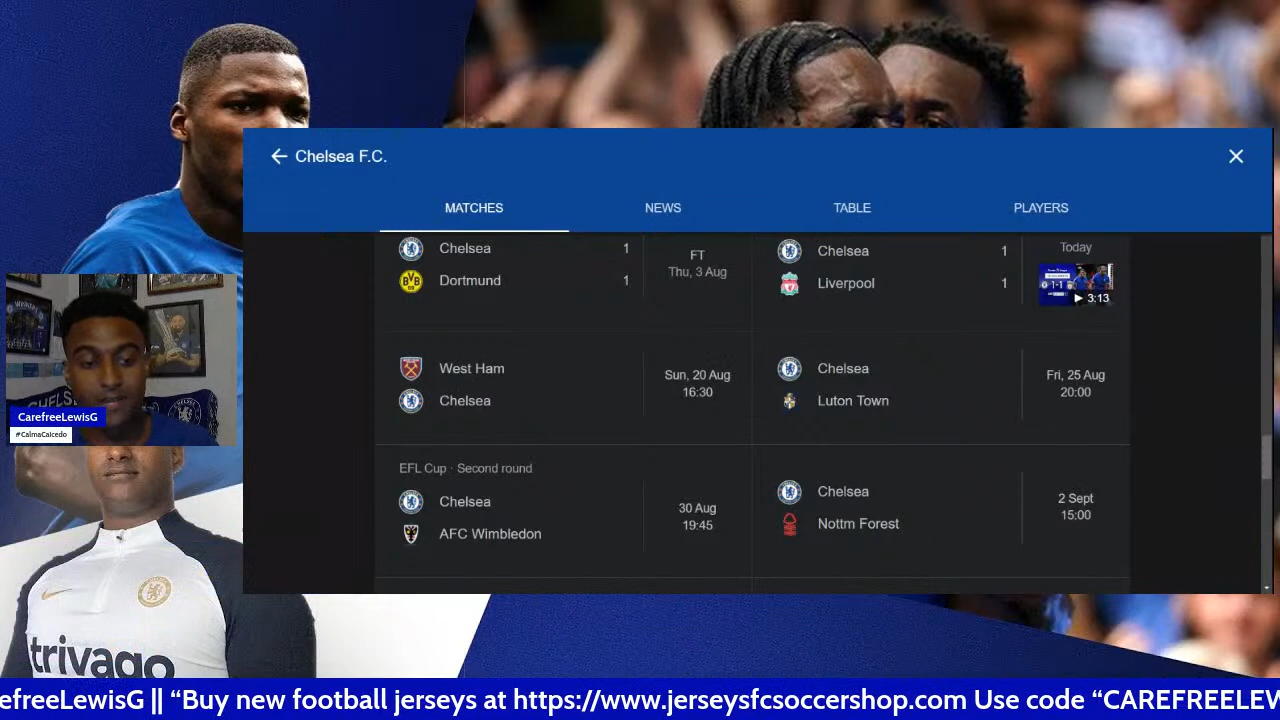 Chelsea F.C.
MATCHES
NEWS
TABLE
PLAYERS
Chelsea 1
Dortmund 1
FT
Thu, 3 Aug
Chelsea 1
Liverpool 1
Today
1-1
3:13
West Ham
Chelsea
Sun, 20 Aug
16:30
Chelsea
Luton Town
Fri, 25 Aug
20:00
EFL Cup · Second round
Chelsea
AFC Wimbledon
30 Aug
19:45
Chelsea
Nottm Forest
2 Sept
15:00
CHELS
CarefreeLewisG
#CalmaCaicedo
trivago
efreeLewisG || “Buy new football jerseys at https://www.jerseysfcsoccershop.com Use code “CAREFREELEW